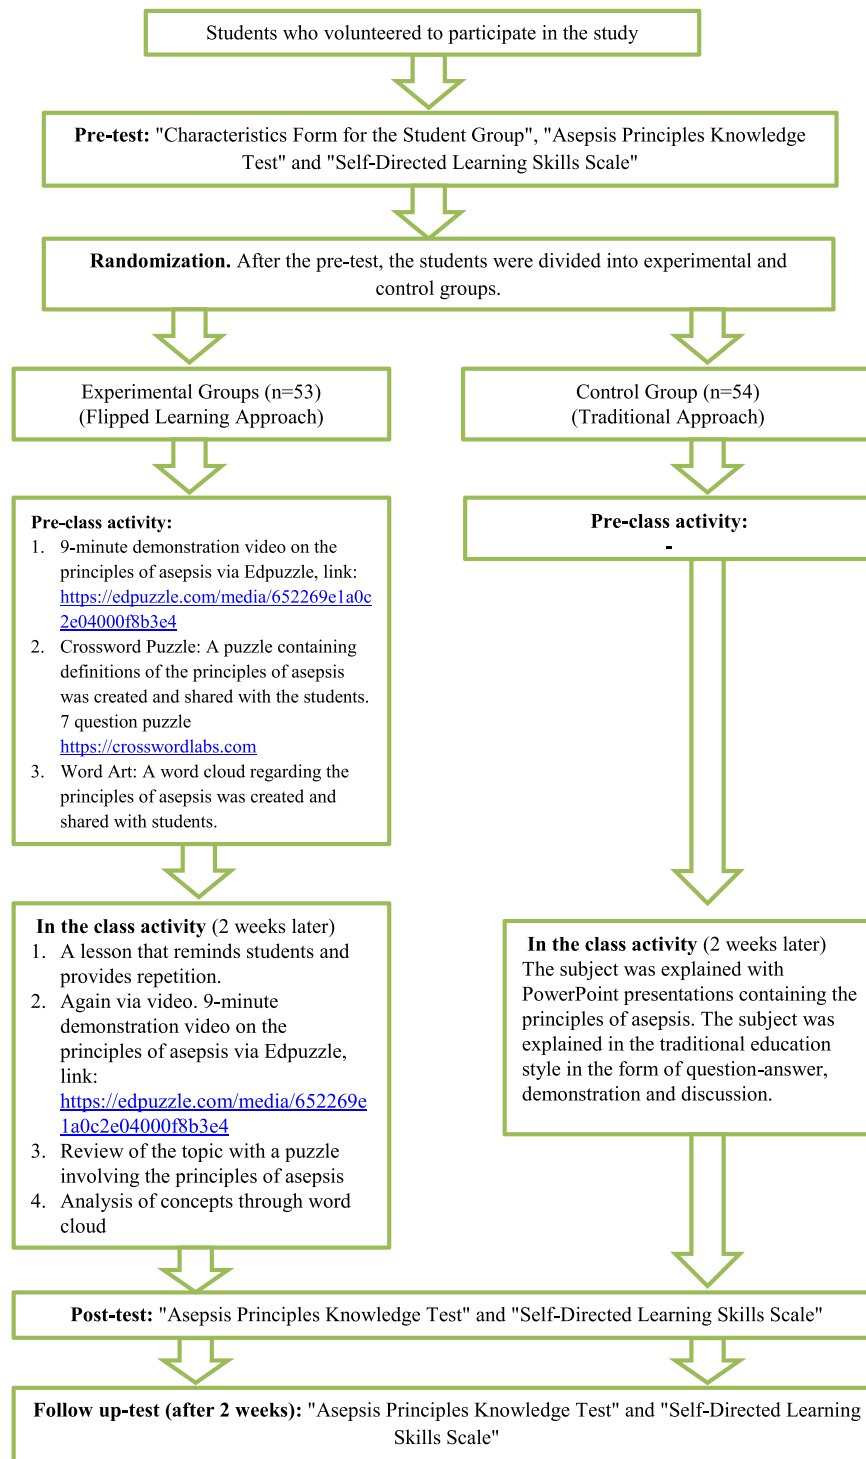 Students who volunteered to participate in the study
Pre-test: "Characteristics Form for the Student Group", "Asepsis Principles Knowledge
Test" and "Self-Directed Learning Skills Scale"
Randomization. After the pre-test, the students were divided into experimental and
control groups.
Experimental Groups (n=53)
(Flipped Learning Approach)
Control Group (n=54)
(Traditional Approach)
Pre-class activity:
1. 9-minute demonstration video on the
principles of asepsis via Edpuzzle, link:
https://edpuzzle.com/media/652269e1a0c
2e04000f8b3e4
2. Crossword Puzzle: A puzzle containing
definitions of the principles of asepsis
was created and shared with the students.
7 question puzzle
https://crosswordlabs.com
3. Word Art: A word cloud regarding the
principles of asepsis was created and
shared with students.
Pre-class activity:
-
In the class activity (2 weeks later)
1. A lesson that reminds students and
provides repetition.
2. Again via video. 9-minute
demonstration video on the
principles of asepsis via Edpuzzle,
link:
https://edpuzzle.com/media/652269e
1a0c2e04000f8b3e4
3. Review of the topic with a puzzle
involving the principles of asepsis
4. Analysis of concepts through word
cloud
In the class activity (2 weeks later)
The subject was explained with
PowerPoint presentations containing the
principles of asepsis. The subject was
explained in the traditional education
style in the form of question-answer,
demonstration and discussion.
Post-test: "Asepsis Principles Knowledge Test" and "Self-Directed Learning Skills Scale"
Follow up-test (after 2 weeks): "Asepsis Principles Knowledge Test" and "Self-Directed Learning
Skills Scale"